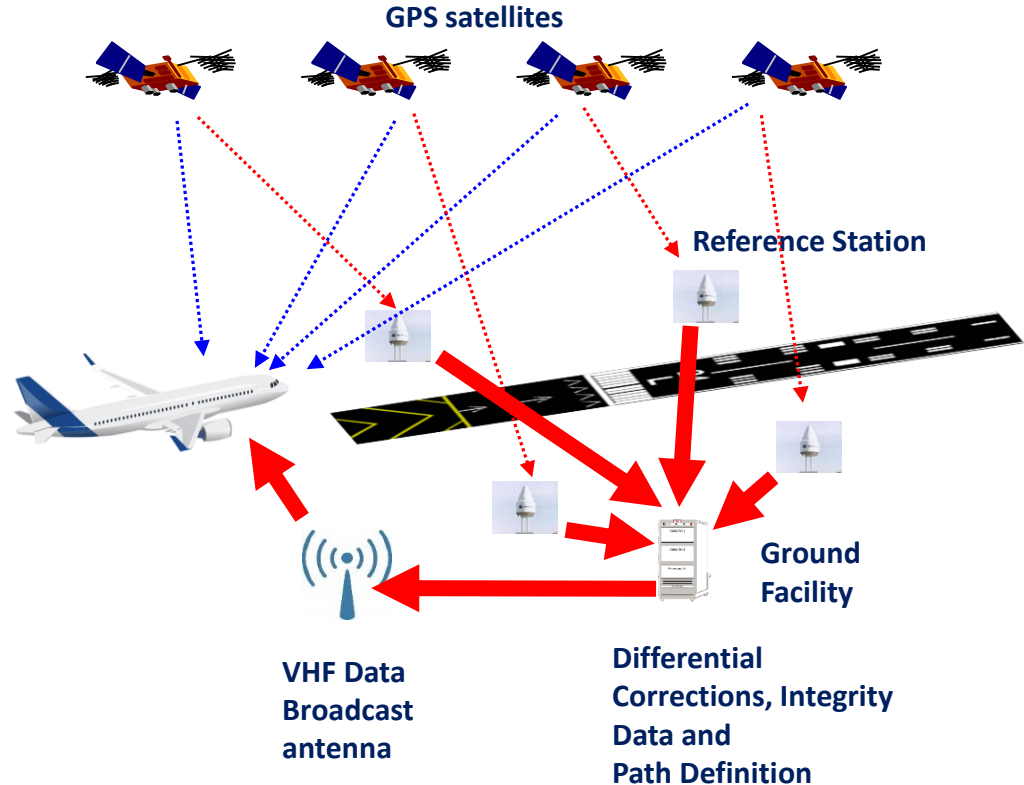 GPS satellites
Reference Station
Ground
Facility
VHF Data
Broadcast
antenna
Differential
Corrections, Integrity
Data and
Path Definition